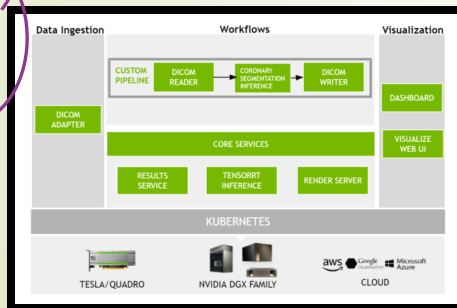 Data Ingestion
Workflows
Visualization
CUSTOM
PIPELINE
DICOM
READER
CORONARY
SEGMENTATION
INFERENCE
DICOM
WRITER
DICOM
ADAPTER
DASHBOARD
VISUALIZE
WEB UI
CORE SERVICES
RESULTS
SERVICE
TENSORRT
INFERENCE
RENDER SERVER
KUBERNETES
TESLA/QUADRO
NVIDIA DGX FAMILY
aws
Google
Microsoft
Azure
CLOUD